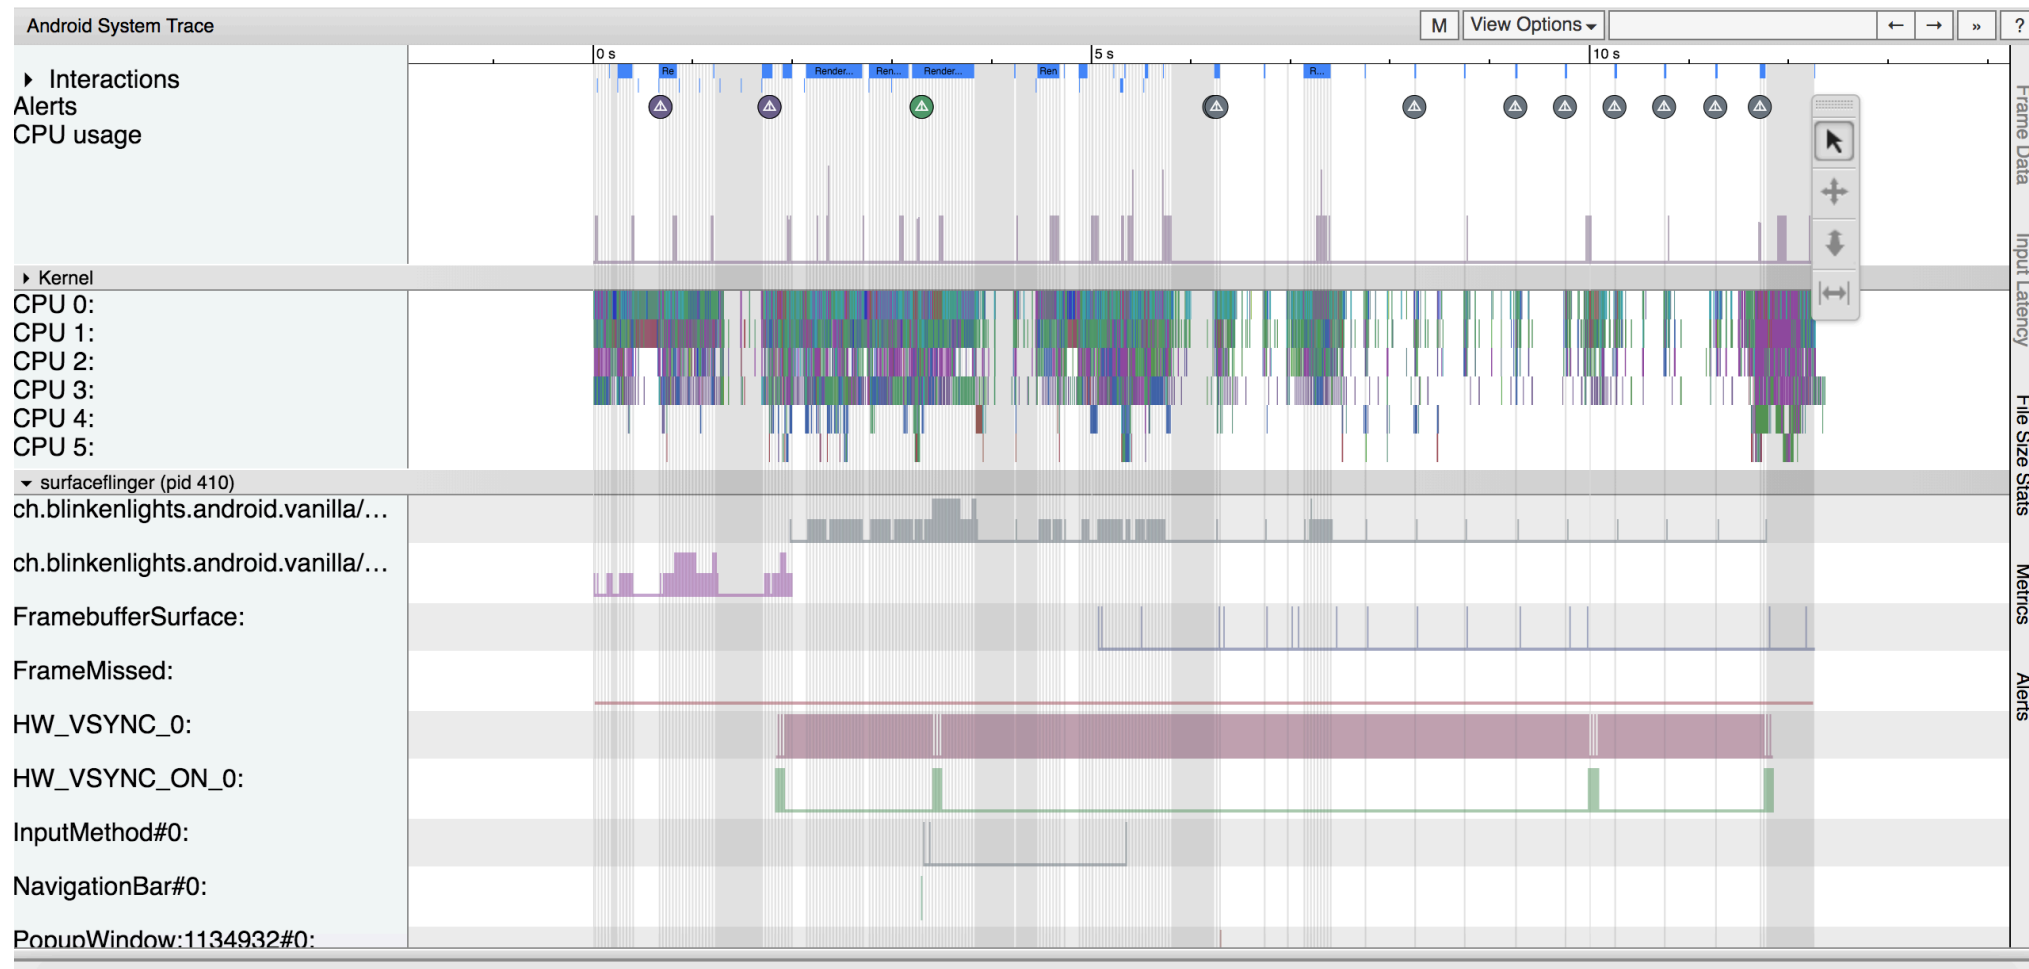 Android System Trace
M
View Options
← → » ?
0 s
5 s
10 s
Interactions
Re
Render...
Ren...
Render...
Ren
R...
Alerts
CPU usage
Kernel
CPU 0:
CPU 1:
CPU 2:
CPU 3:
CPU 4:
CPU 5:
surfaceflinger (pid 410)
ch.blinkenlights.android.vanilla/...
ch.blinkenlights.android.vanilla/...
FramebufferSurface:
FrameMissed:
HW_VSYNC_0:
HW_VSYNC_ON_0:
InputMethod#0:
NavigationBar#0:
PopupWindow:1134932#0:
Frame Data
Input Latency
File Size Stats
Metrics
Alerts